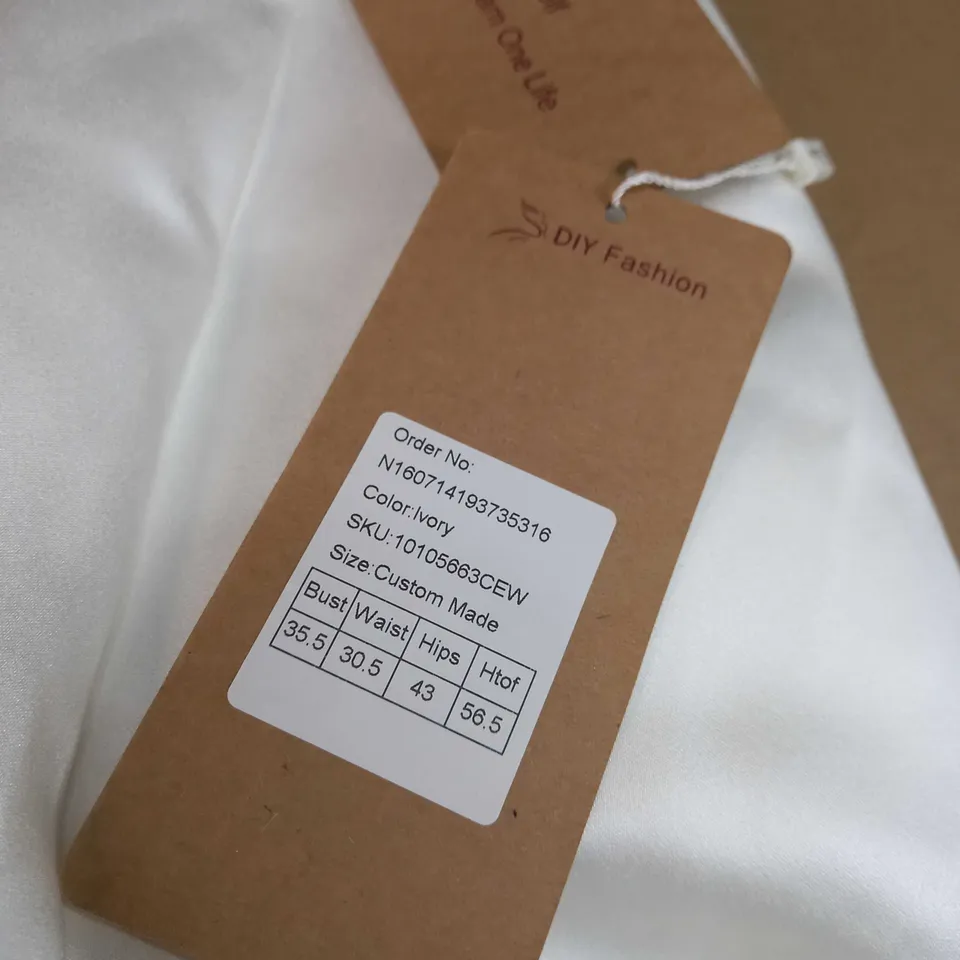 One Life
DIY Fashion
Order No:
N160714193735316
Color:Ivory
SKU:10105663CEW
Size:Custom Made
Bust Waist Hips Htof
35.5 30.5 43 56.5